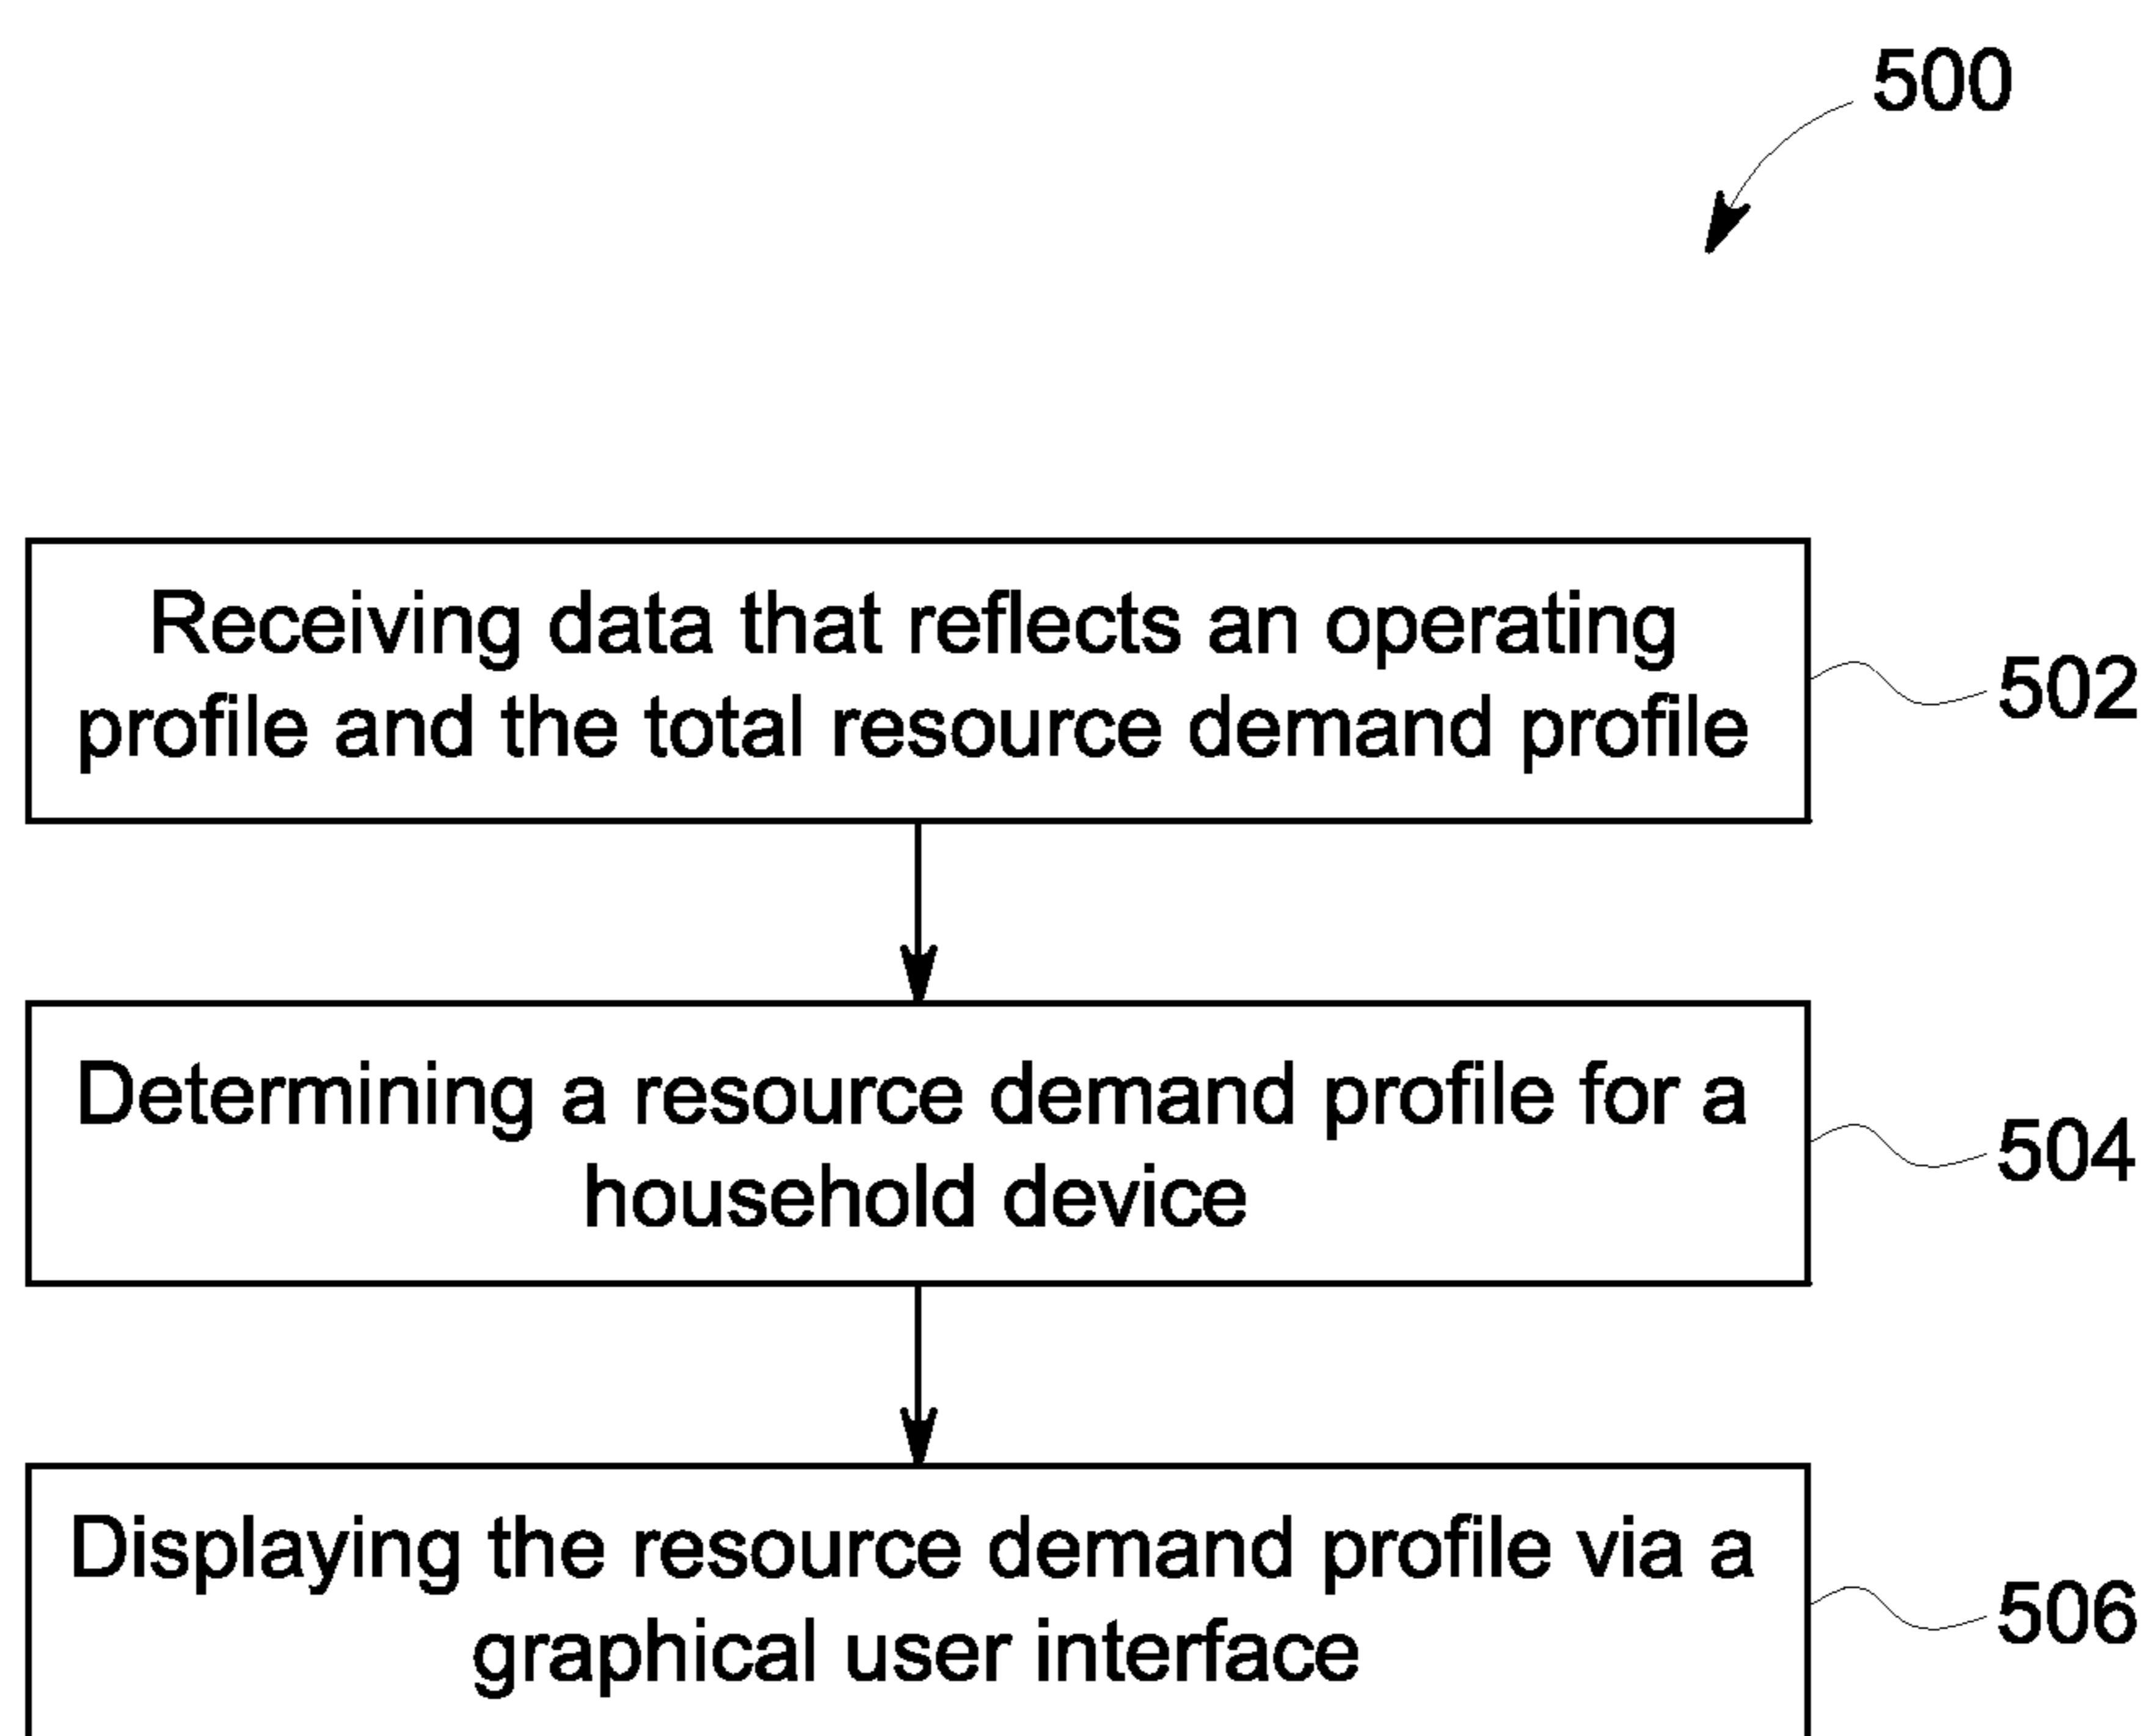 500
Receiving data that reflects an operating
profile and the total resource demand profile
502
Determining a resource demand profile for a
household device
504
Displaying the resource demand profile via a
graphical user interface
506